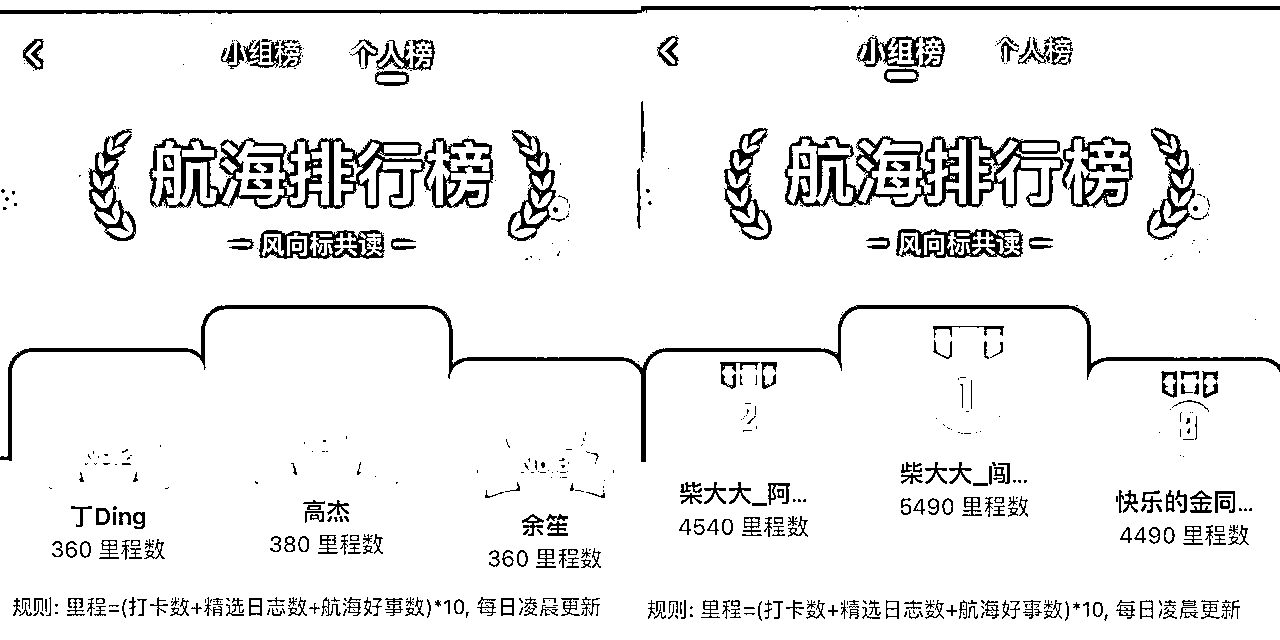 小组榜 个人榜
航海排行榜
风向标共读
No.2
No.3
丁Ding
360 里程数
高杰
380 里程数
余笙
360 里程数
规则: 里程=(打卡数+精选日志数+航海好事数)*10, 每日凌晨更新
小组榜 个人榜
航海排行榜
风向标共读
2
1
3
柴大大_阿...
4540 里程数
柴大大_闯...
5490 里程数
快乐的金同...
4490 里程数
规则: 里程=(打卡数+精选日志数+航海好事数)*10, 每日凌晨更新